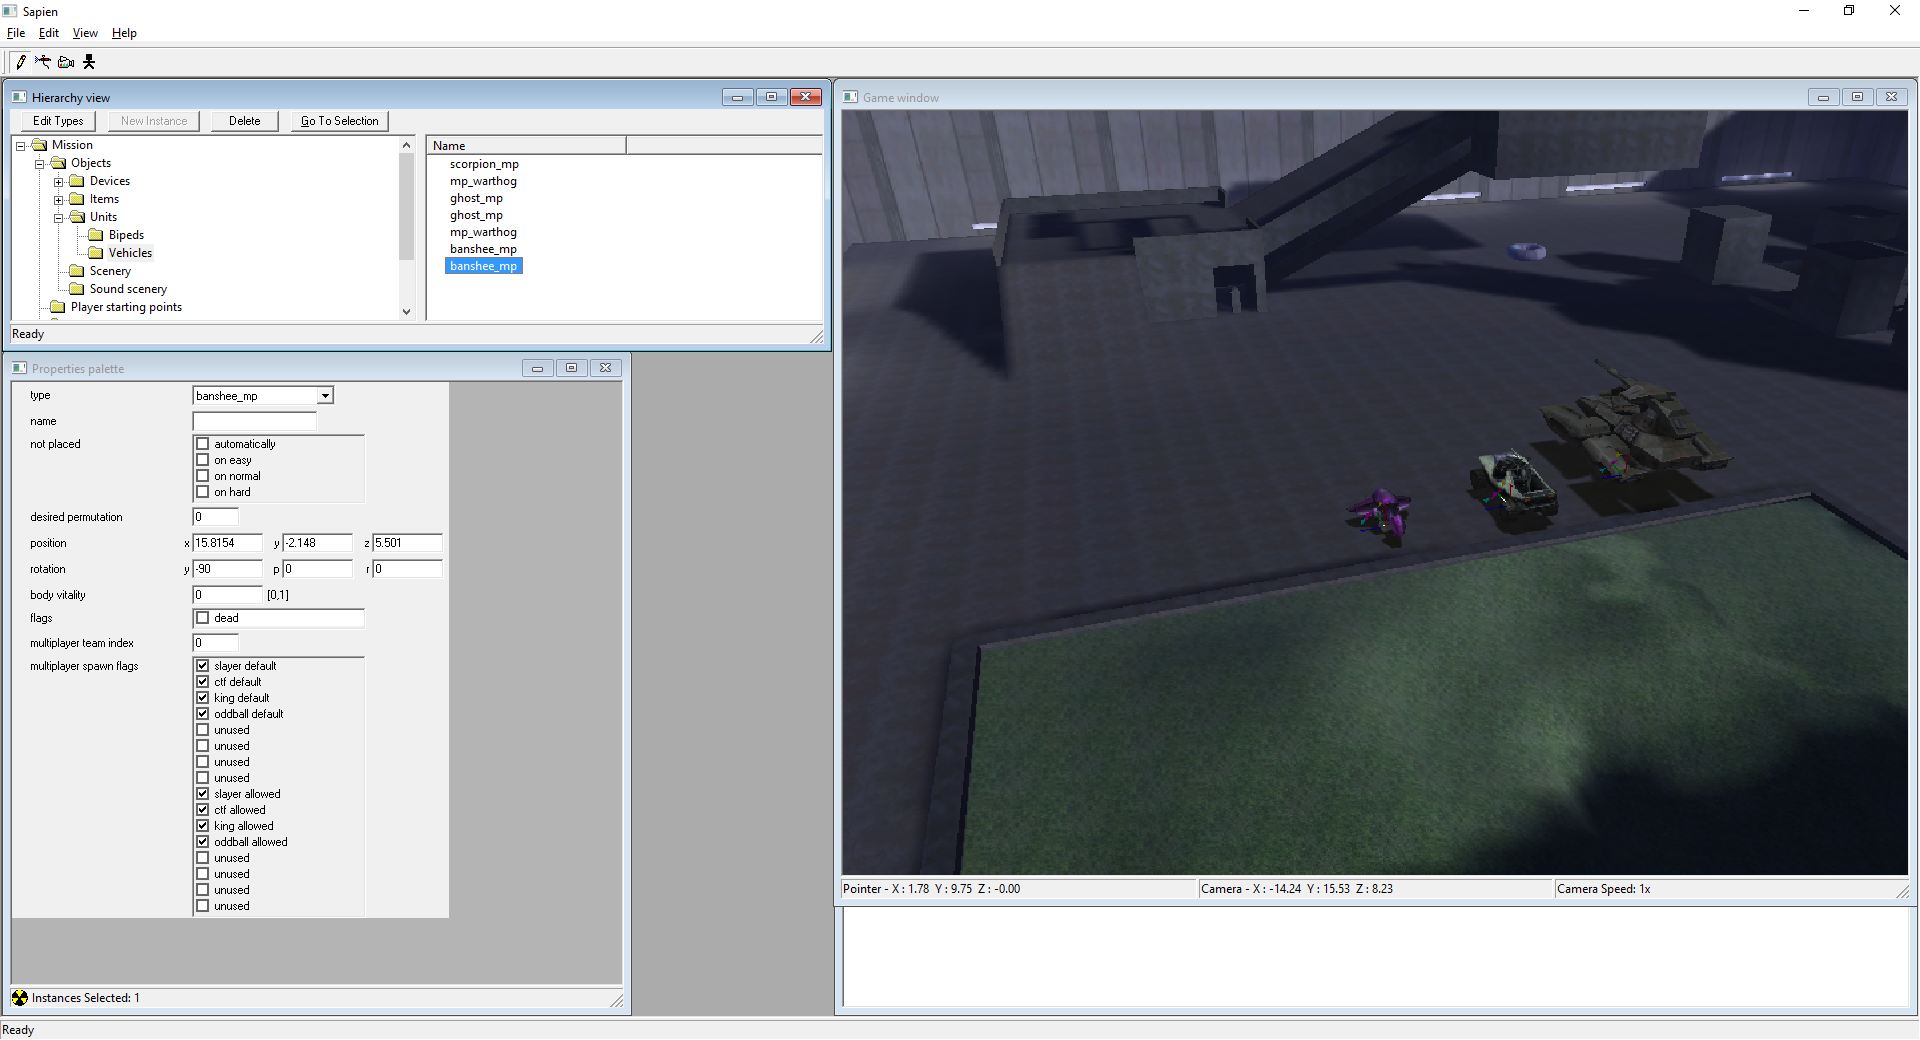 Sapien
File Edit View Help
Hierarchy view
Edit Types New Instance Delete Go To Selection
Mission
Objects
Devices
Items
Units
Bipeds
Vehicles
Scenery
Sound scenery
Player starting points
Name
scorpion_mp
mp_warthog
ghost_mp
ghost_mp
mp_warthog
banshee_mp
banshee_mp
Ready
Properties palette
type banshee_mp
name
not placed automatically
on easy
on normal
on hard
desired permutation 0
position x 15.8154 y -2.148 z 5.501
rotation y -90 p 0 r 0
body vitality 0 [0,1]
flags dead
multiplayer team index 0
multiplayer spawn flags slayer default
ctf default
king default
oddball default
unused
unused
unused
unused
slayer allowed
ctf allowed
king allowed
oddball allowed
unused
unused
unused
unused
Instances Selected: 1
Game window
Pointer - X : 1.78 Y : 9.75 Z : -0.00 Camera - X : -14.24 Y : 15.53 Z : 8.23 Camera Speed: 1x
Ready